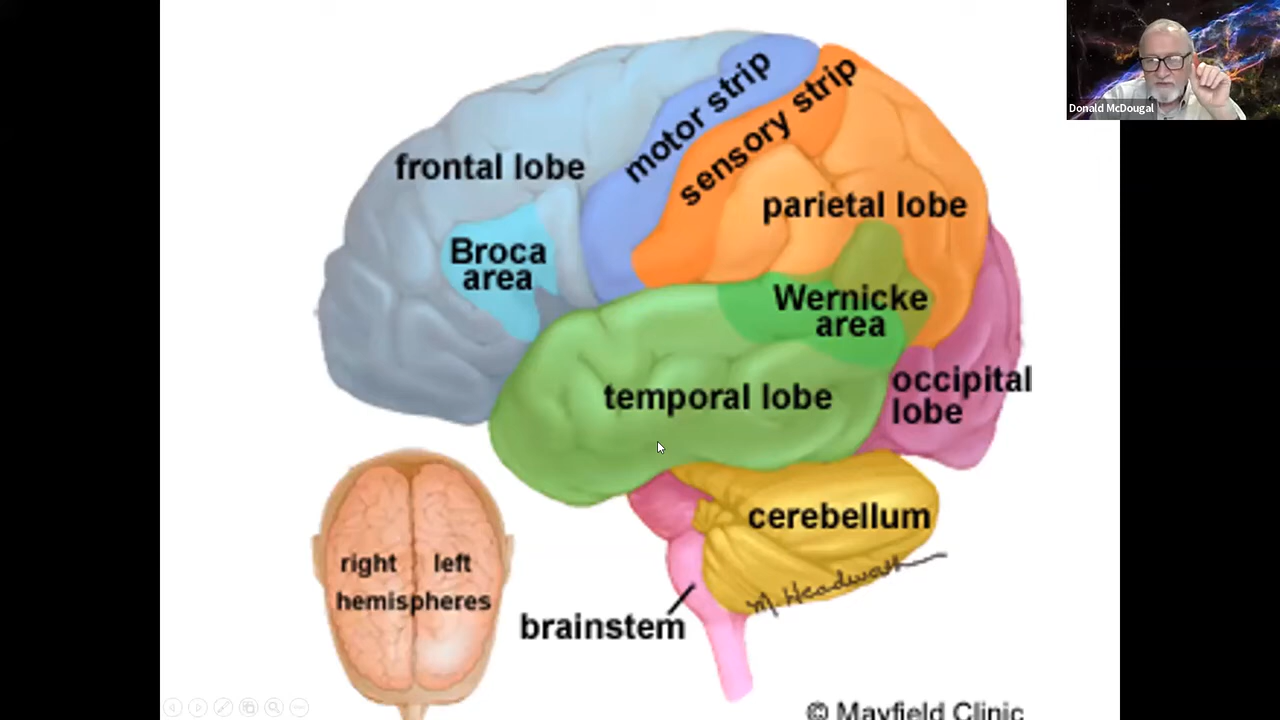 Donald McDougal
motor strip
sensory strip
frontal lobe
parietal lobe
Broca
area
Wernicke
area
temporal lobe
occipital
lobe
cerebellum
right left
hemispheres
brainstem
© Mayfield Clinic